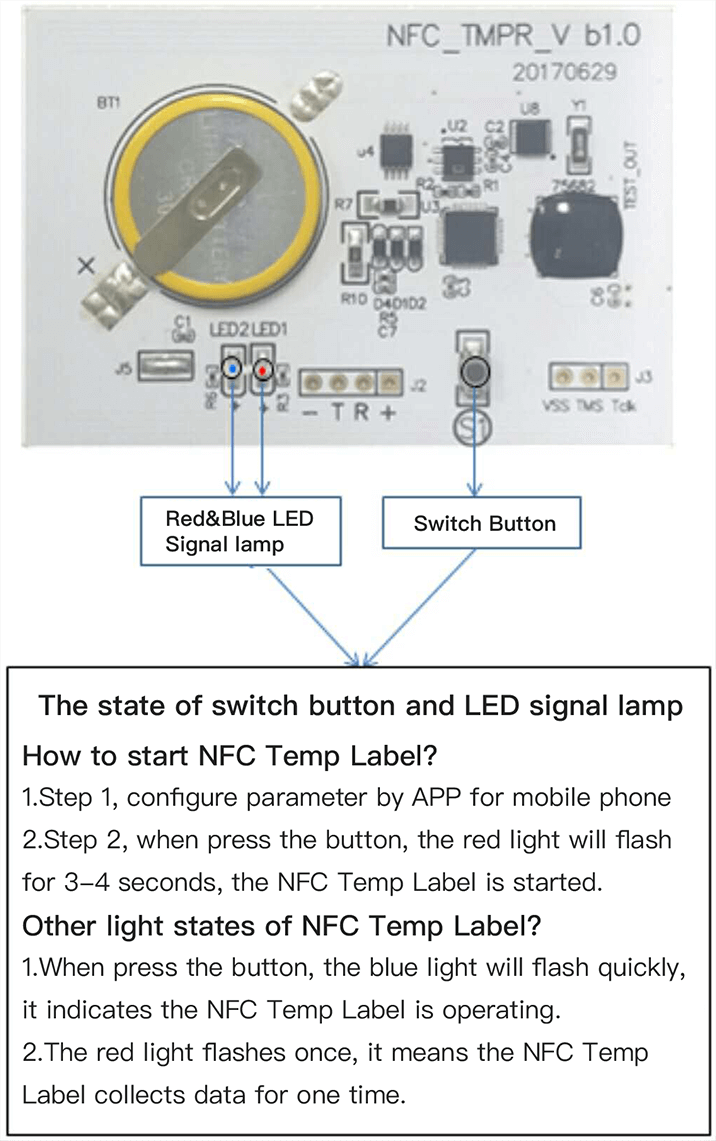 NFC_TMPR_V b1.0
20170629
BT1
U8
Y1
C2
U2
U4
C4
TEST_OUT
R2
R1
75682
R7
U3
R10
D4D1D2
R5
C7
C1
LED2 LED1
J5
R6
R3
J2
J3
- T R +
S1
VSS TMS Tclk
Red&Blue LED
Signal lamp
Switch Button
The state of switch button and LED signal lamp
How to start NFC Temp Label?
1.Step 1, configure parameter by APP for mobile phone
2.Step 2, when press the button, the red light will flash
for 3–4 seconds, the NFC Temp Label is started.
Other light states of NFC Temp Label?
1.When press the button, the blue light will flash quickly,
it indicates the NFC Temp Label is operating.
2.The red light flashes once, it means the NFC Temp
Label collects data for one time.